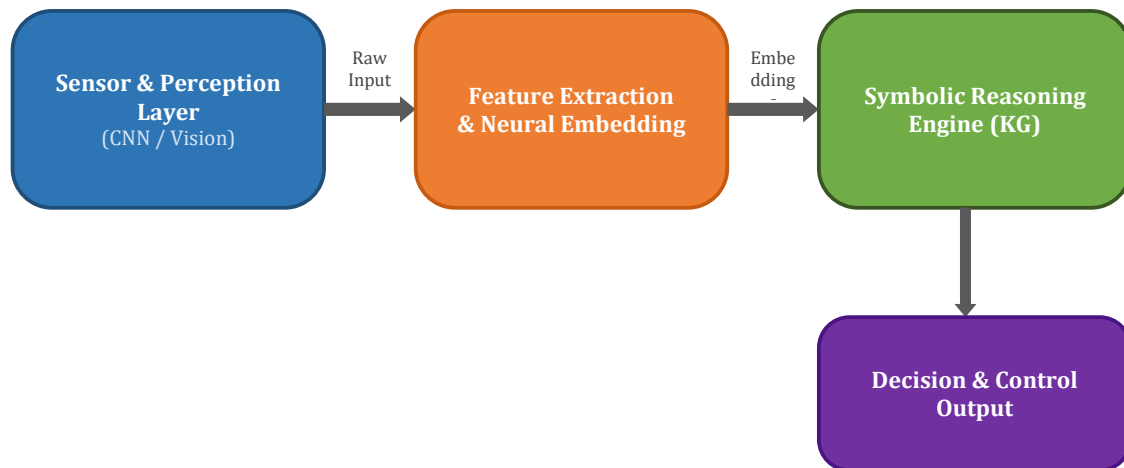 Sensor & Perception
Layer
(CNN / Vision)
Raw
Input
Feature Extraction
& Neural Embedding
Embe
dding
Symbolic Reasoning
Engine (KG)
Decision & Control
Output